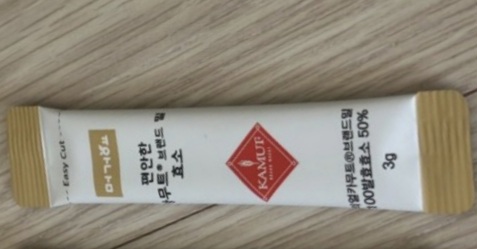 Easy Cut
편안한
무트® 브랜드 밀
효소
KAMUT®
얼카무트®브랜드밀
100발효효소 50%
3g